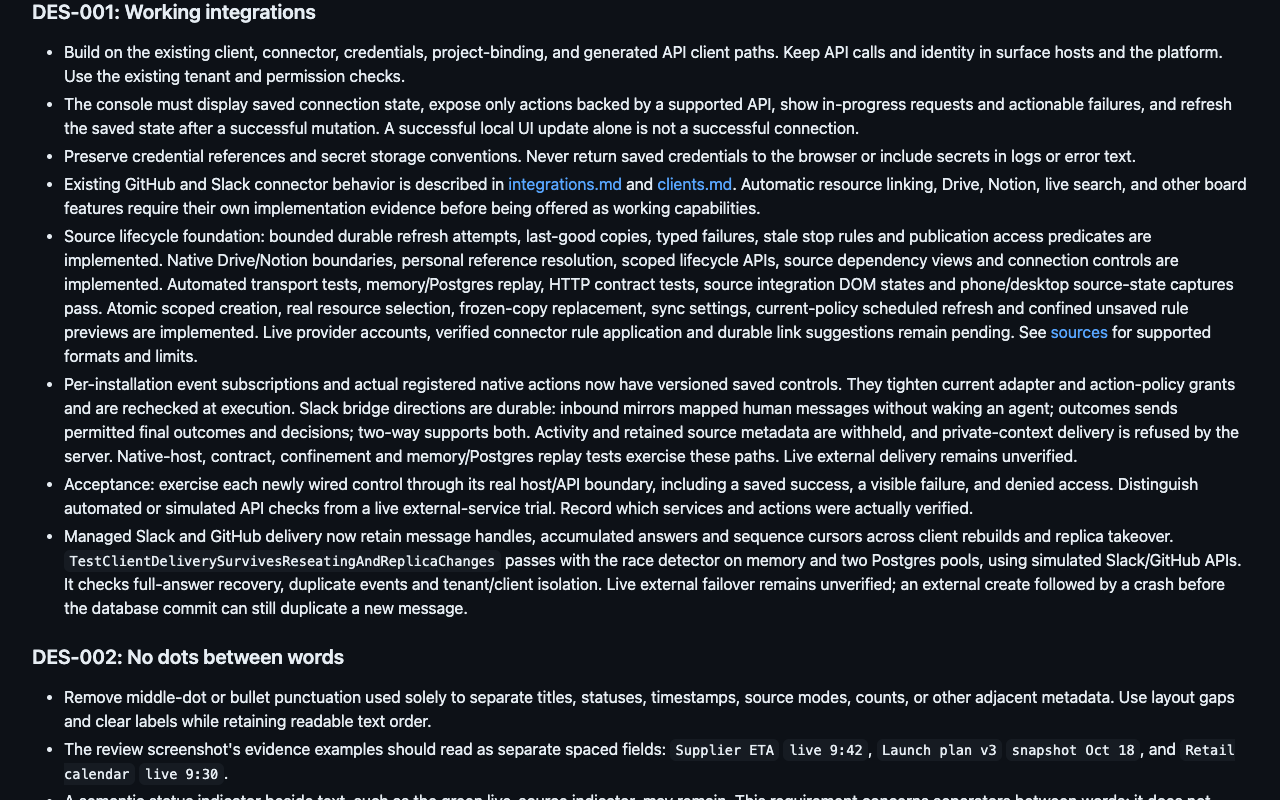 DES-001: Working integrations
Build on the existing client, connector, credentials, project-binding, and generated API client paths. Keep API calls and identity in surface hosts and the platform.
Use the existing tenant and permission checks.
The console must display saved connection state, expose only actions backed by a supported API, show in-progress requests and actionable failures, and refresh
the saved state after a successful mutation. A successful local UI update alone is not a successful connection.
Preserve credential references and secret storage conventions. Never return saved credentials to the browser or include secrets in logs or error text.
Existing GitHub and Slack connector behavior is described in integrations.md and clients.md. Automatic resource linking, Drive, Notion, live search, and other board
features require their own implementation evidence before being offered as working capabilities.
Source lifecycle foundation: bounded durable refresh attempts, last-good copies, typed failures, stale stop rules and publication access predicates are
implemented. Native Drive/Notion boundaries, personal reference resolution, scoped lifecycle APIs, source dependency views and connection controls are
implemented. Automated transport tests, memory/Postgres replay, HTTP contract tests, source integration DOM states and phone/desktop source-state captures
pass. Atomic scoped creation, real resource selection, frozen-copy replacement, sync settings, current-policy scheduled refresh and confined unsaved rule
previews are implemented. Live provider accounts, verified connector rule application and durable link suggestions remain pending. See sources for supported
formats and limits.
Per-installation event subscriptions and actual registered native actions now have versioned saved controls. They tighten current adapter and action-policy grants
and are rechecked at execution. Slack bridge directions are durable: inbound mirrors mapped human messages without waking an agent; outcomes sends
permitted final outcomes and decisions; two-way supports both. Activity and retained source metadata are withheld, and private-context delivery is refused by the
server. Native-host, contract, confinement and memory/Postgres replay tests exercise these paths. Live external delivery remains unverified.
Acceptance: exercise each newly wired control through its real host/API boundary, including a saved success, a visible failure, and denied access. Distinguish
automated or simulated API checks from a live external-service trial. Record which services and actions were actually verified.
Managed Slack and GitHub delivery now retain message handles, accumulated answers and sequence cursors across client rebuilds and replica takeover.
TestClientDeliverySurvivesReseatingAndReplicaChanges passes with the race detector on memory and two Postgres pools, using simulated Slack/GitHub APIs.
It checks full-answer recovery, duplicate events and tenant/client isolation. Live external failover remains unverified; an external create followed by a crash before
the database commit can still duplicate a new message.
DES-002: No dots between words
Remove middle-dot or bullet punctuation used solely to separate titles, statuses, timestamps, source modes, counts, or other adjacent metadata. Use layout gaps
and clear labels while retaining readable text order.
The review screenshot's evidence examples should read as separate spaced fields: Supplier ETA live 9:42, Launch plan v3 snapshot Oct 18, and Retail
calendar live 9:30.
A semantic status indicator beside text, such as the green live-source indicator, may remain. This requirement concerns separators between words; it does not